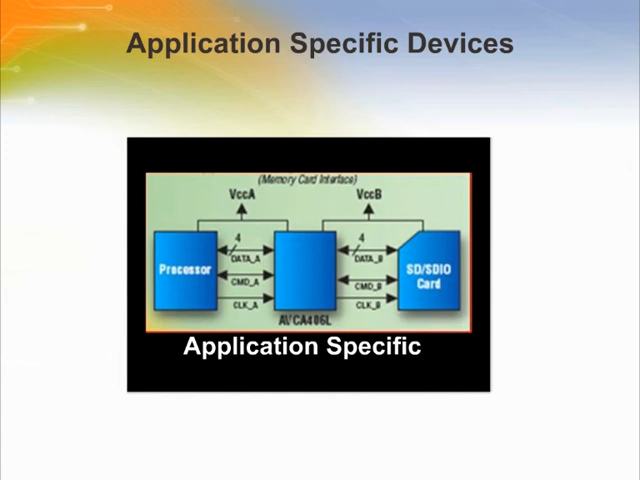 Application Specific Devices
(Memory Card Interface)
VccA VccB
4 4
DATA_A DATA_B
Processor SD/SDIO
CMD_A CMD_B Card
CLK_A CLK_B
AVCA406L
Application Specific